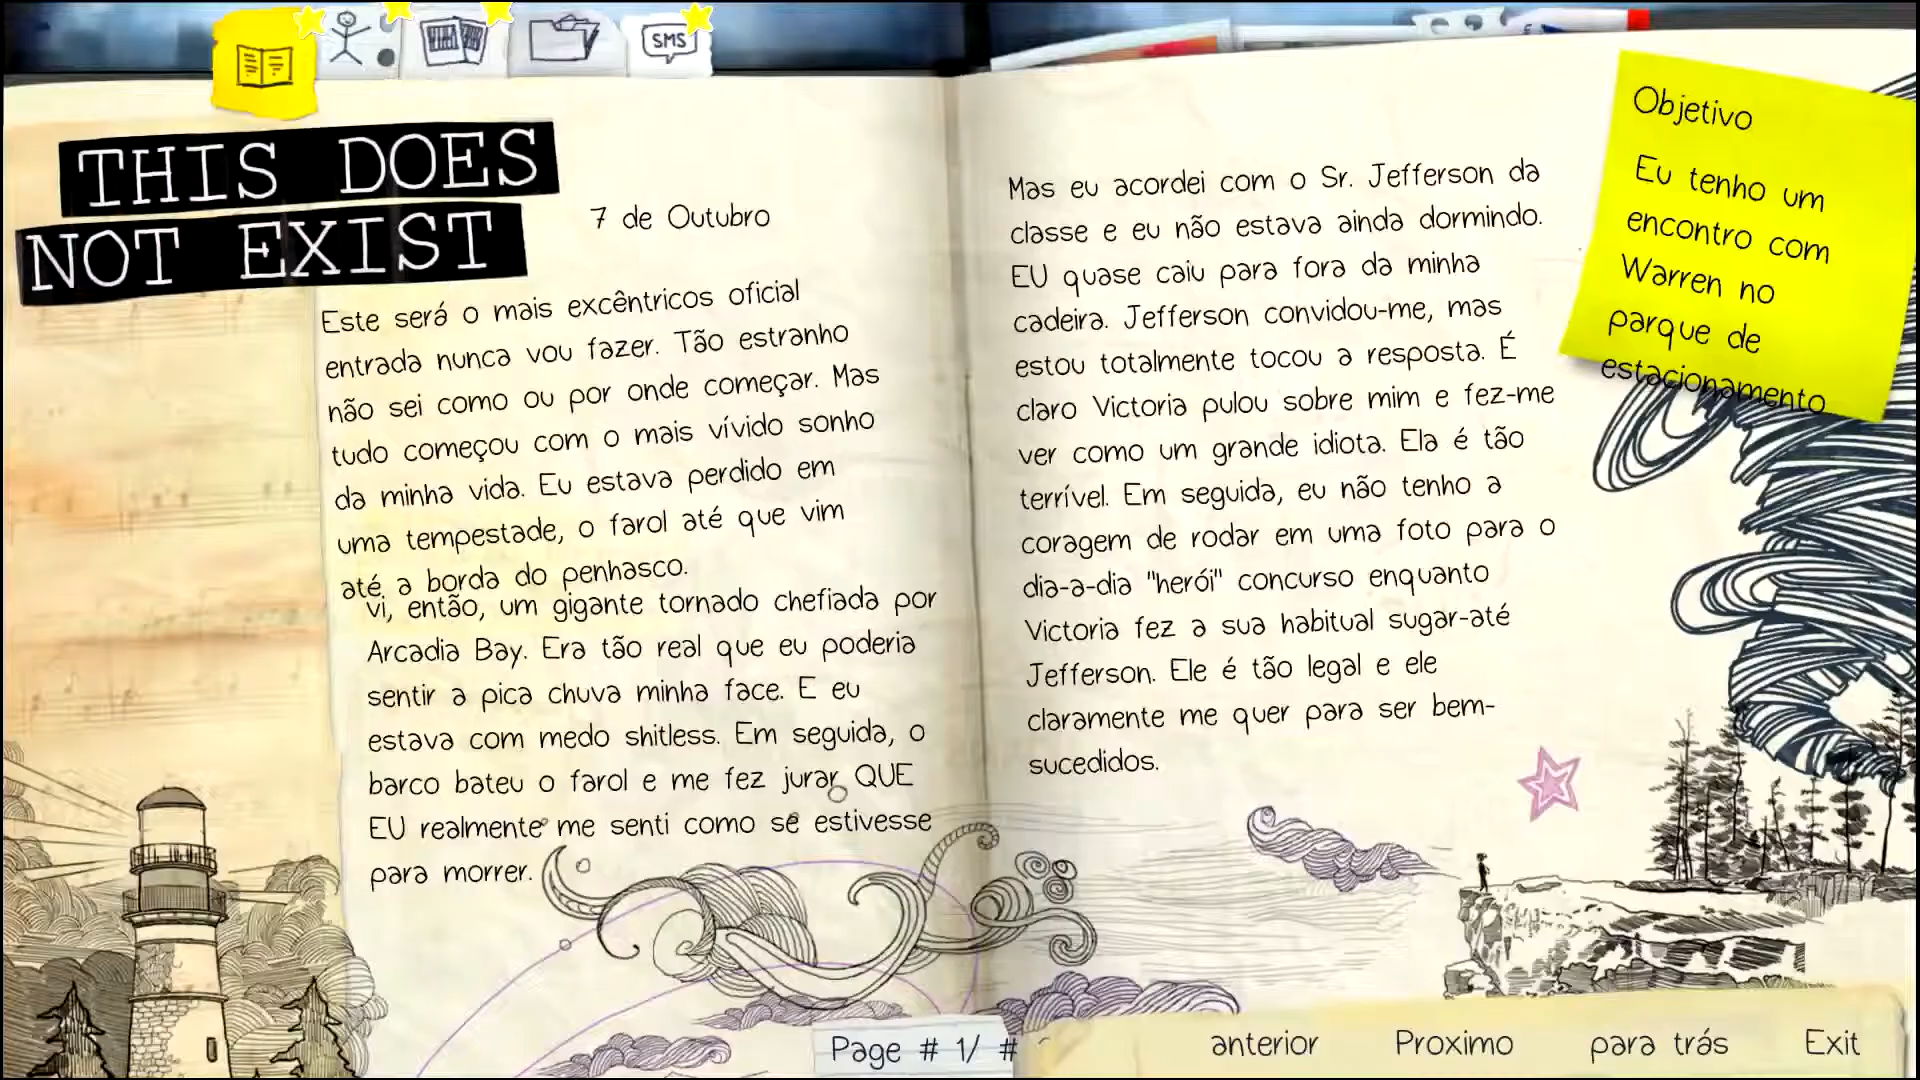 SMS
THIS DOES
NOT EXIST
7 de Outubro
Este será o mais excêntricos oficial
entrada nunca vou fazer. Tão estranho
não sei como ou por onde começar. Mas
tudo começou com o mais vívido sonho
da minha vida. Eu estava perdido em
uma tempestade, o farol até que vim
até a borda do penhasco.
vi, então, um gigante tornado chefiada por
Arcadia Bay. Era tão real que eu poderia
sentir a pica chuva minha face. E eu
estava com medo shitless. Em seguida, o
barco bateu o farol e me fez jurar QUE
EU realmente me senti como se estivesse
para morrer.
Mas eu acordei com o Sr. Jefferson da
classe e eu não estava ainda dormindo.
EU quase caiu para fora da minha
cadeira. Jefferson convidou-me, mas
estou totalmente tocou a resposta. É
claro Victoria pulou sobre mim e fez-me
ver como um grande idiota. Ela é tão
terrível. Em seguida, eu não tenho a
coragem de rodar em uma foto para o
dia-a-dia "herói" concurso enquanto
Victoria fez a sua habitual sugar-até
Jefferson. Ele é tão legal e ele
claramente me quer para ser bem-
sucedidos.
Objetivo
Eu tenho um
encontro com
Warren no
parque de
estacionamento
Page # 1/ #
anterior Proximo para trás Exit